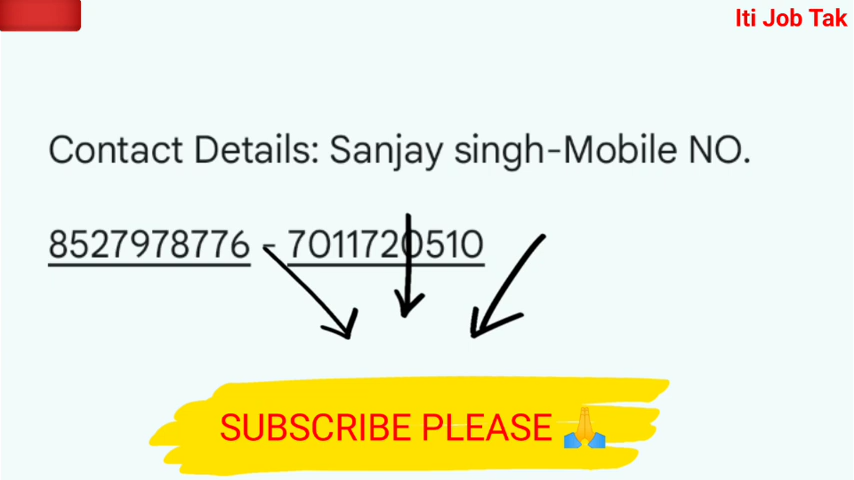 Iti Job Tak
Contact Details: Sanjay singh-Mobile NO.
8527978776 - 7011720510
SUBSCRIBE PLEASE 🙏